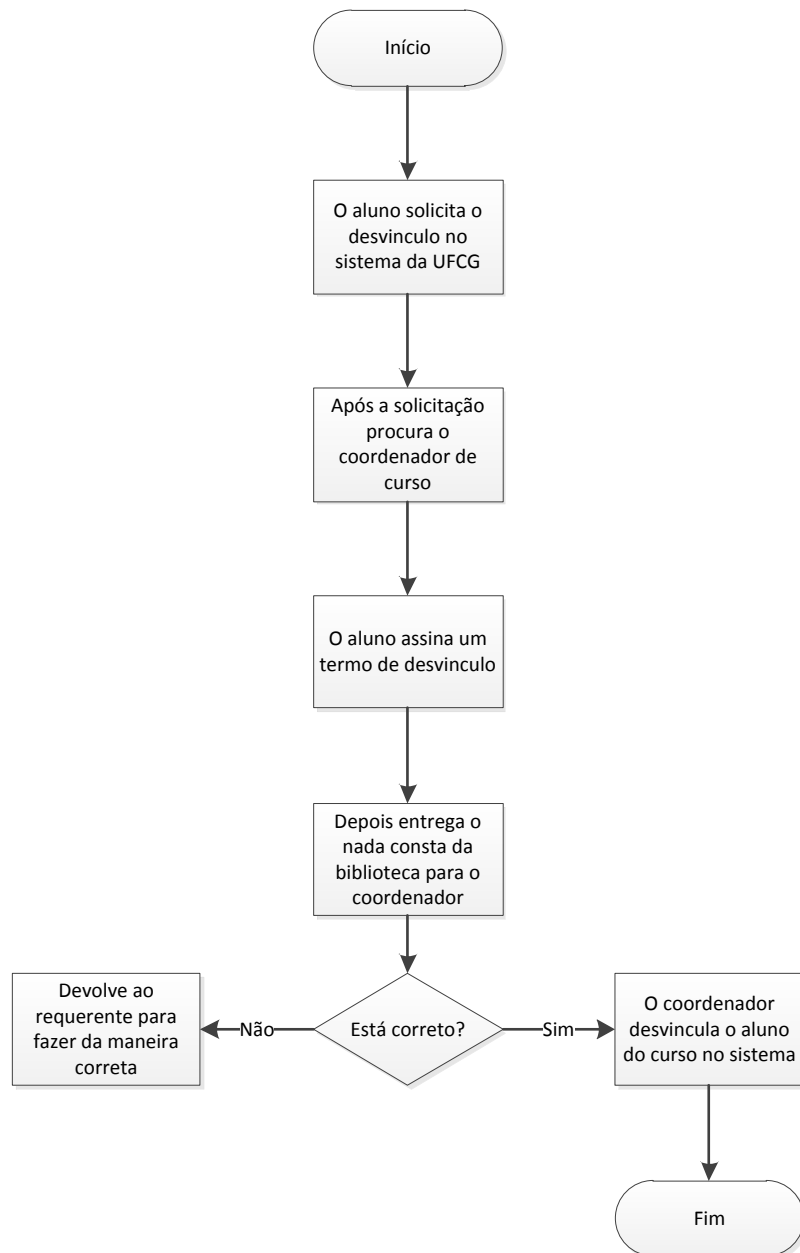 Início
O aluno solicita o
desvinculo no
sistema da UFCG
Após a solicitação
procura o
coordenador de
curso
O aluno assina um
termo de desvinculo
Depois entrega o
nada consta da
biblioteca para o
coordenador
Devolve ao
requerente para
fazer da maneira
correta
Não
Está correto?
Sim
O coordenador
desvincula o aluno
do curso no sistema
Fim